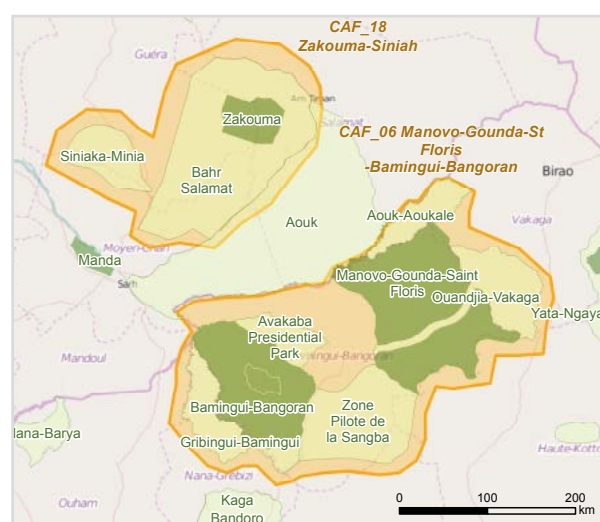 CAF_18
Zakouma-Siniah
Guéra
Am Timan
Zakouma
Salamat
CAF_06 Manovo-Gounda-St
Floris
-Bamingui-Bangoran
Siniaka-Minia
Birao
Bahr
Salamat
Aouk
Aouk-Aoukale
Vakaga
Moyen-Chari
Manda
Sarh
Manovo-Gounda-Saint
Floris
Ouandjia-Vakaga
Yata-Ngaya
Avakaba
Presidential
Park
Mandoul
Bamingui-Bangoran
Zone
Pilote de
la Sangba
lana-Barya
Gribingui-Bamingui
Haute-Kotto
Nana-Grebizi
Ouham
Kaga
Bandoro
0 100 200
km